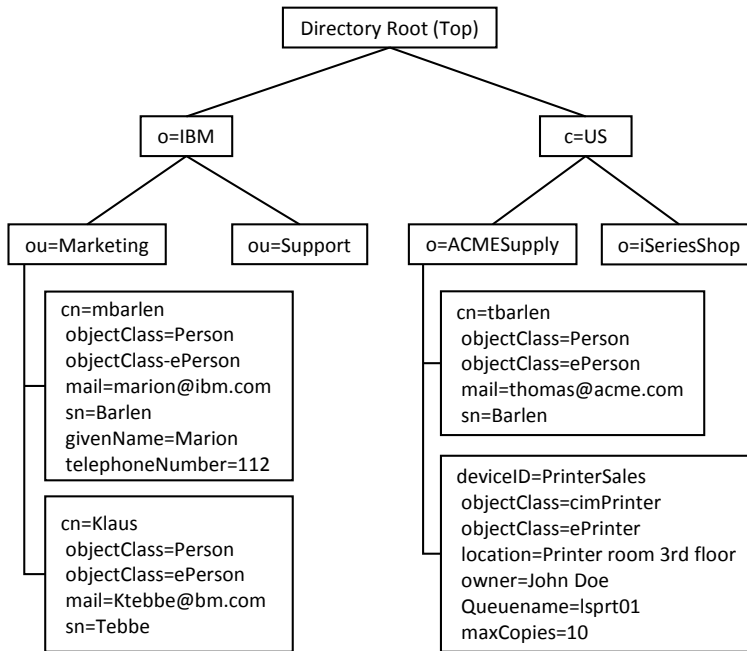 Directory Root (Top)
o=IBM
c=US
ou=Marketing
ou=Support
o=ACMESupply
o=iSeriesShop
cn=mbarlen
objectClass=Person
objectClass-ePerson
mail=marion@ibm.com
sn=Barlen
givenName=Marion
telephoneNumber=112
cn=Klaus
objectClass=Person
objectClass=ePerson
mail=Ktebbe@bm.com
sn=Tebbe
cn=tbarlen
objectClass=Person
objectClass=ePerson
mail=thomas@acme.com
sn=Barlen
deviceID=PrinterSales
objectClass=cimPrinter
objectClass=ePrinter
location=Printer room 3rd floor
owner=John Doe
Queuename=lsprt01
maxCopies=10